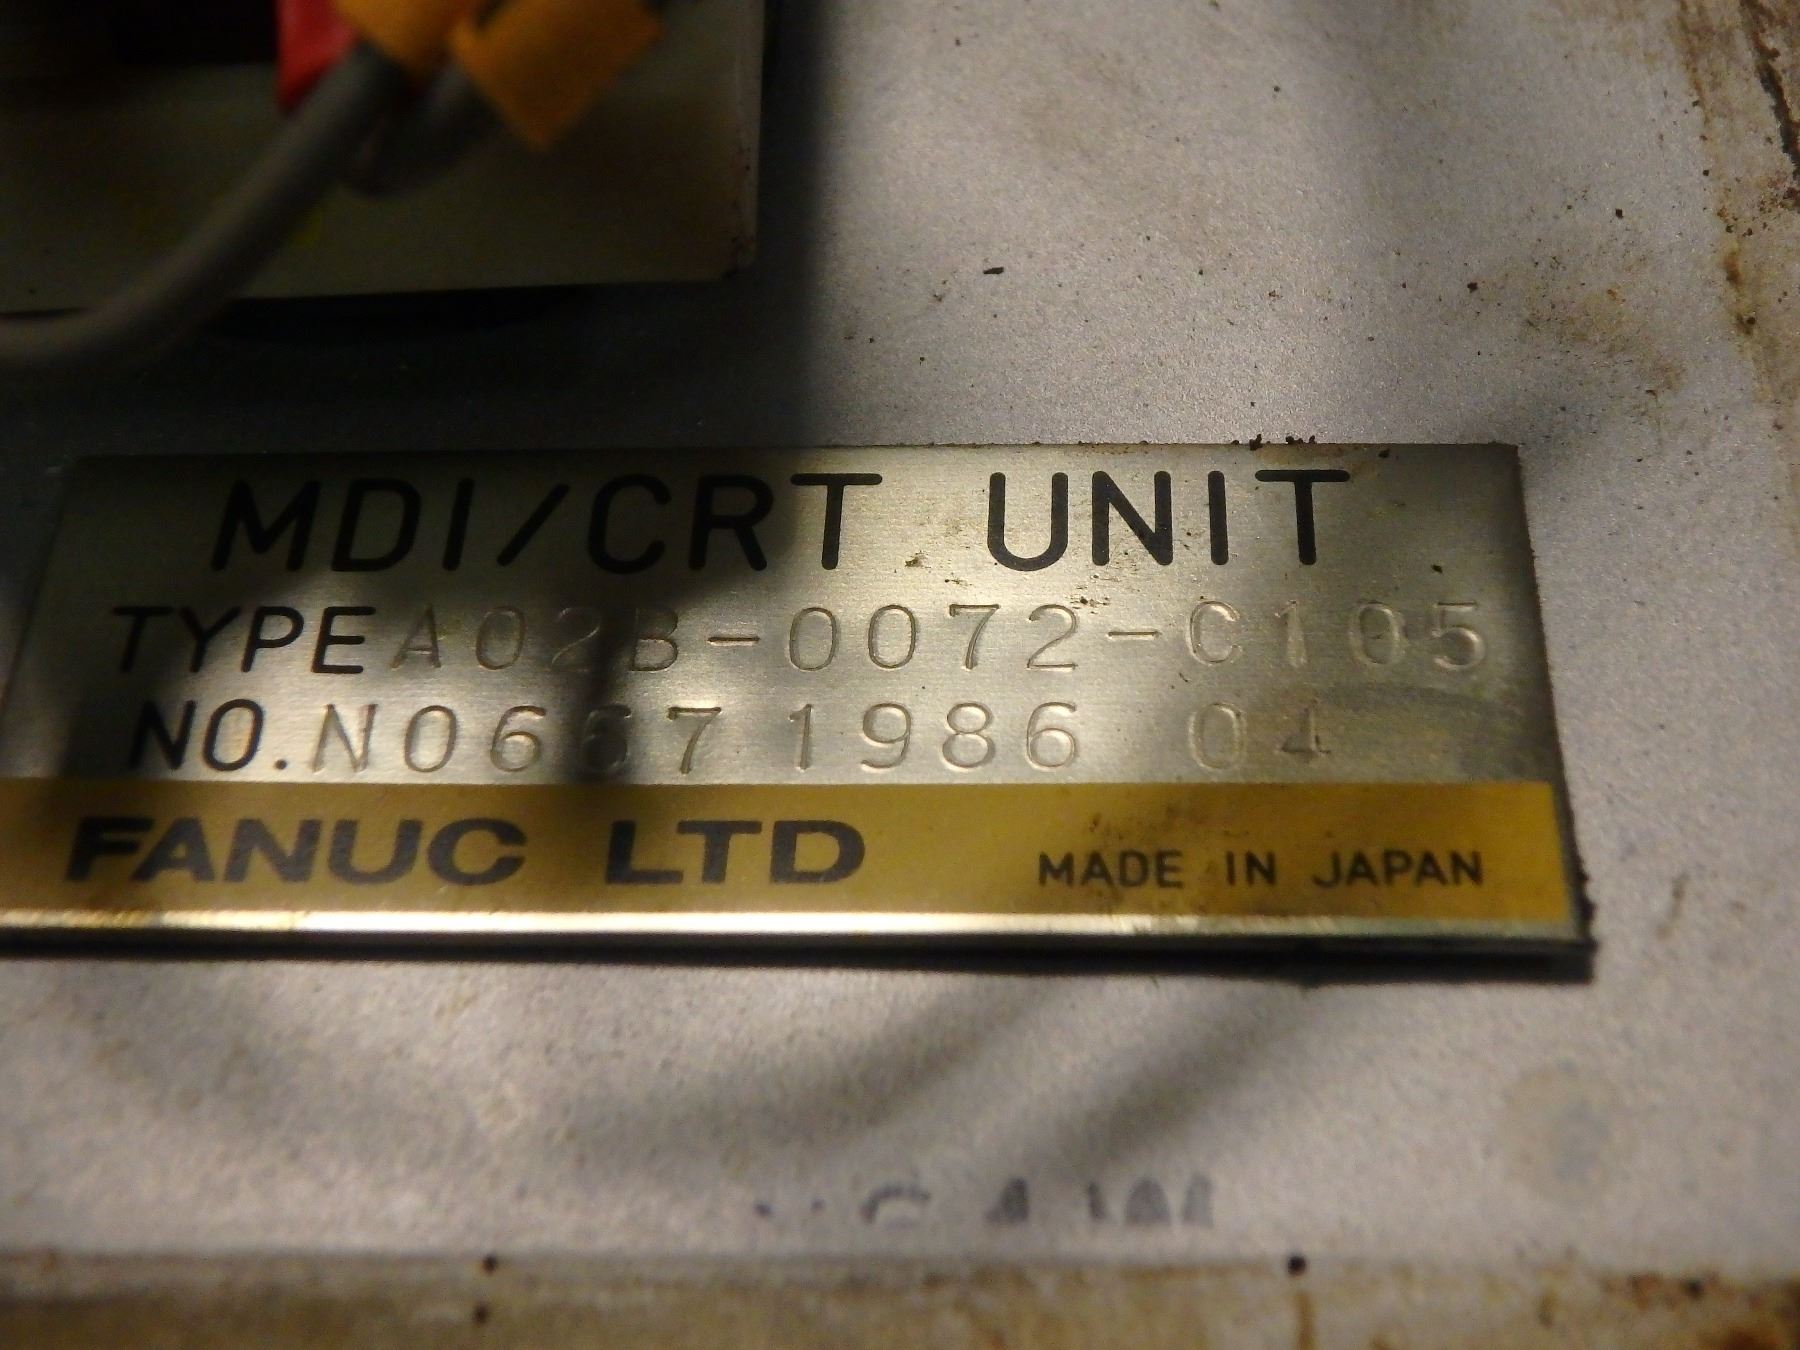 MDI/CRT UNIT
TYPE A02B-0072-C105
NO. N0667 1986 04
FANUC LTD MADE IN JAPAN